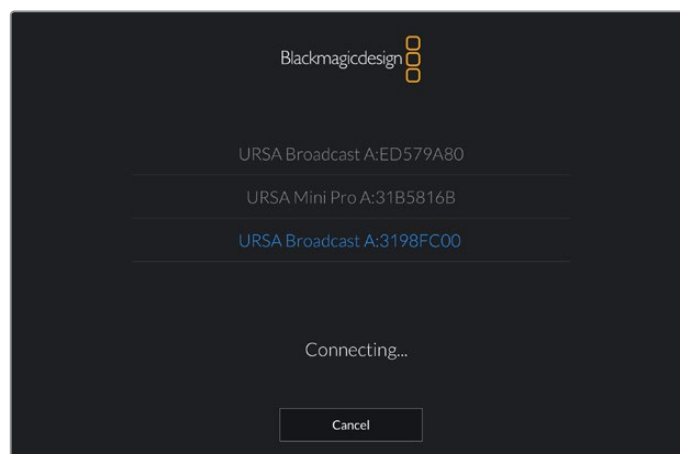 Blackmagicdesign
URSA Broadcast A:ED579A80
URSA Mini Pro A:31B5816B
URSA Broadcast A:3198FC00
Connecting...
Cancel